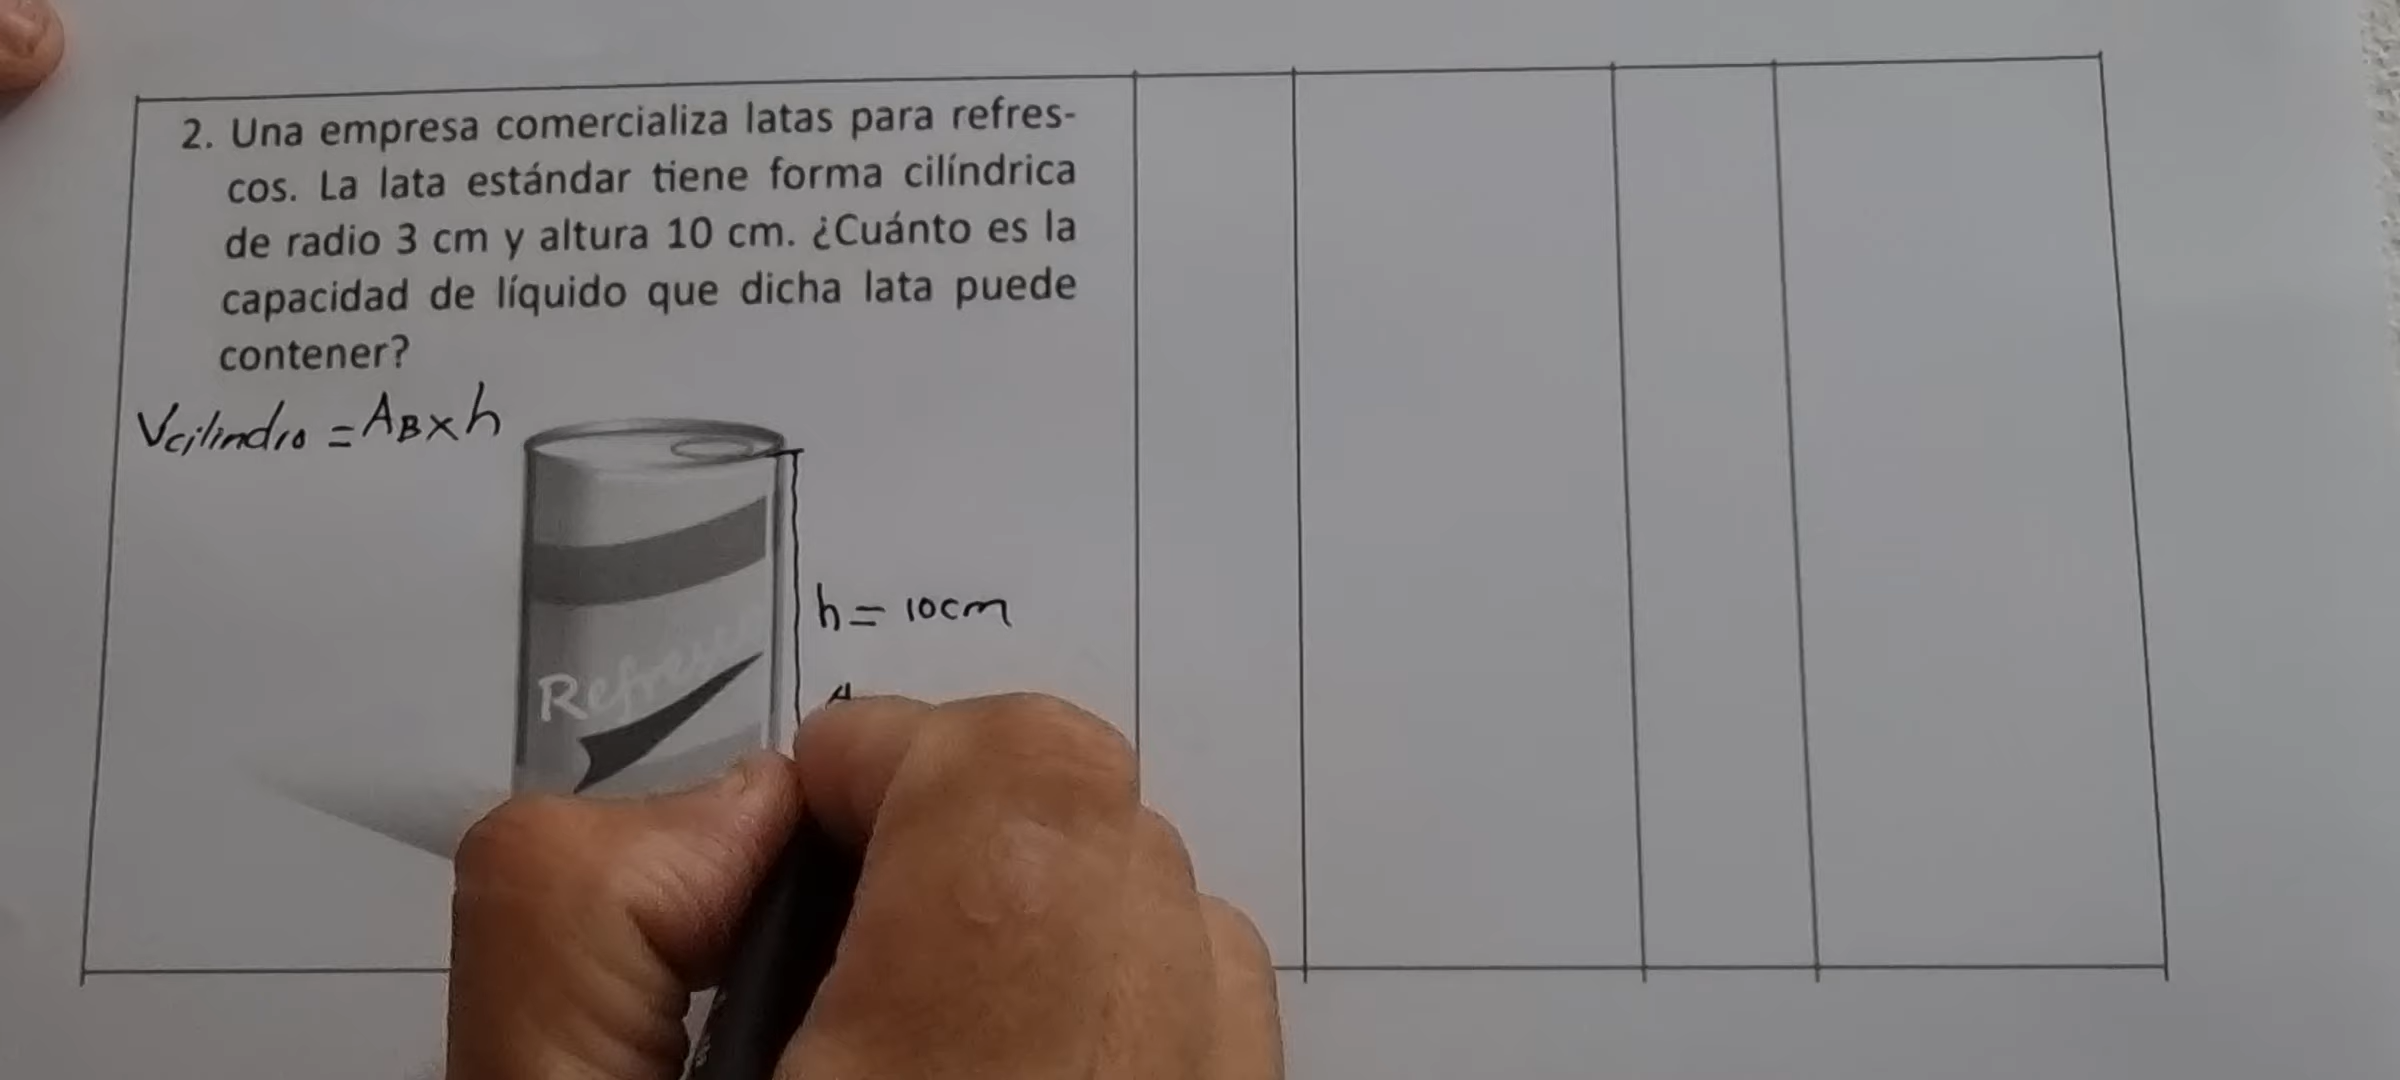 2. Una empresa comercializa latas para refres-
cos. La lata estándar tiene forma cilíndrica
de radio 3 cm y altura 10 cm. ¿Cuánto es la
capacidad de líquido que dicha lata puede
contener?
Vcilindro = AB x h
h = 10cm